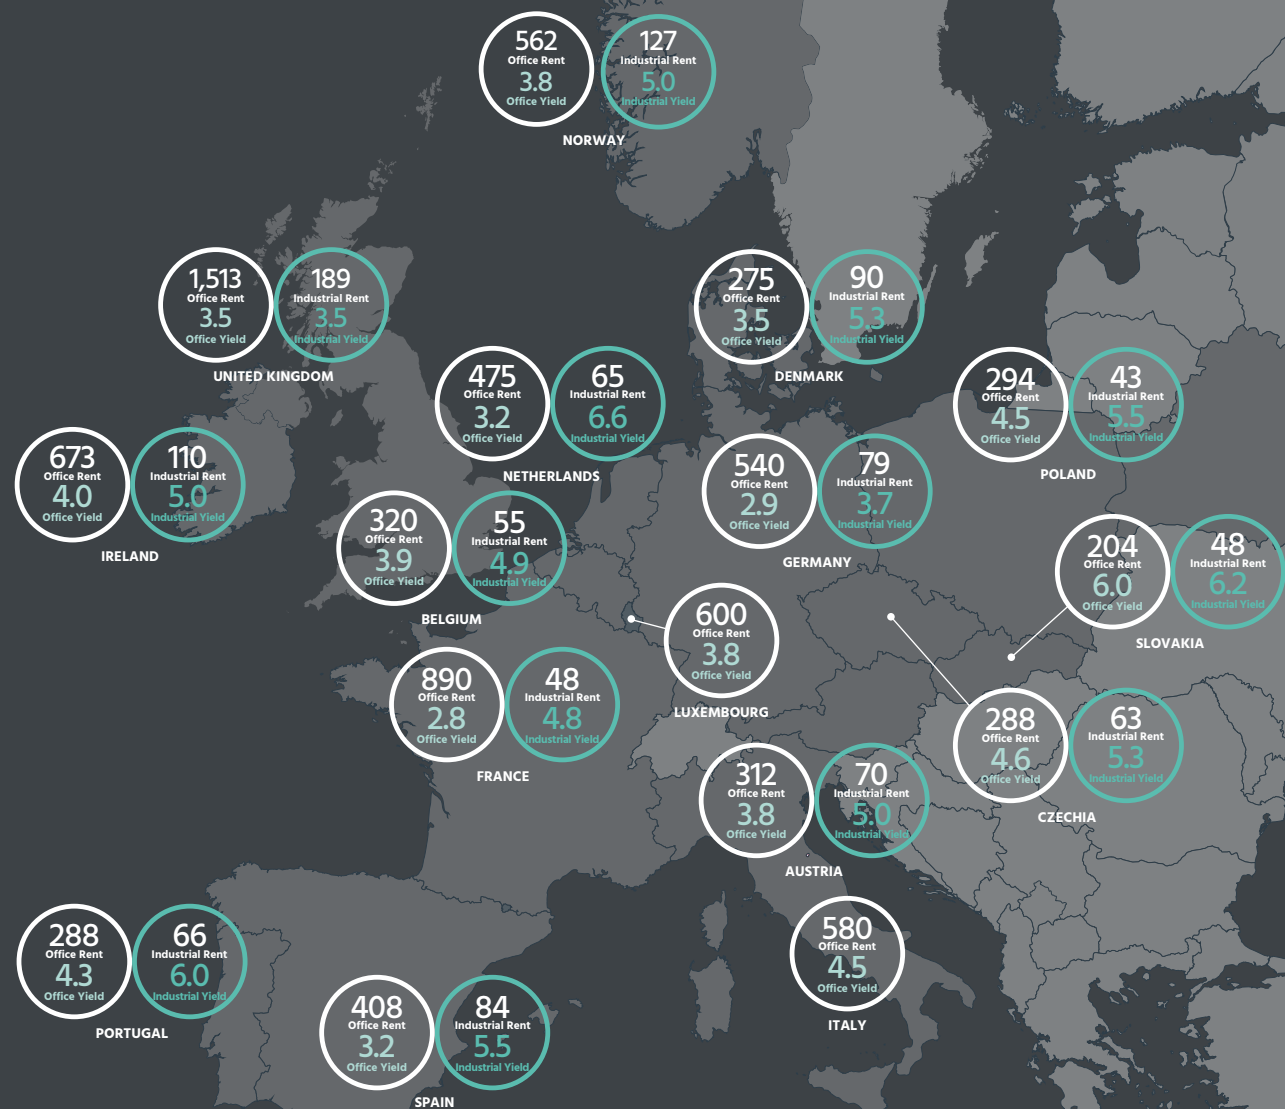 562
Office Rent
3.8
Office Yield
127
Industrial Rent
5.0
Industrial Yield
NORWAY
1,513
Office Rent
3.5
Office Yield
189
Industrial Rent
3.5
Industrial Yield
UNITED KINGDOM
275
Office Rent
3.5
Office Yield
90
Industrial Rent
5.3
Industrial Yield
DENMARK
475
Office Rent
3.2
Office Yield
65
Industrial Rent
6.6
Industrial Yield
NETHERLANDS
294
Office Rent
4.5
Office Yield
43
Industrial Rent
5.5
Industrial Yield
POLAND
673
Office Rent
4.0
Office Yield
110
Industrial Rent
5.0
Industrial Yield
IRELAND
540
Office Rent
2.9
Office Yield
79
Industrial Rent
3.7
Industrial Yield
GERMANY
320
Office Rent
3.9
Office Yield
55
Industrial Rent
4.9
Industrial Yield
BELGIUM
204
Office Rent
6.0
Office Yield
48
Industrial Rent
6.2
Industrial Yield
SLOVAKIA
600
Office Rent
3.8
Office Yield
LUXEMBOURG
890
Office Rent
2.8
Office Yield
48
Industrial Rent
4.8
Industrial Yield
FRANCE
288
Office Rent
4.6
Office Yield
63
Industrial Rent
5.3
Industrial Yield
CZECHIA
312
Office Rent
3.8
Office Yield
70
Industrial Rent
5.0
Industrial Yield
AUSTRIA
580
Office Rent
4.5
Office Yield
ITALY
288
Office Rent
4.3
Office Yield
66
Industrial Rent
6.0
Industrial Yield
PORTUGAL
408
Office Rent
3.2
Office Yield
84
Industrial Rent
5.5
Industrial Yield
SPAIN